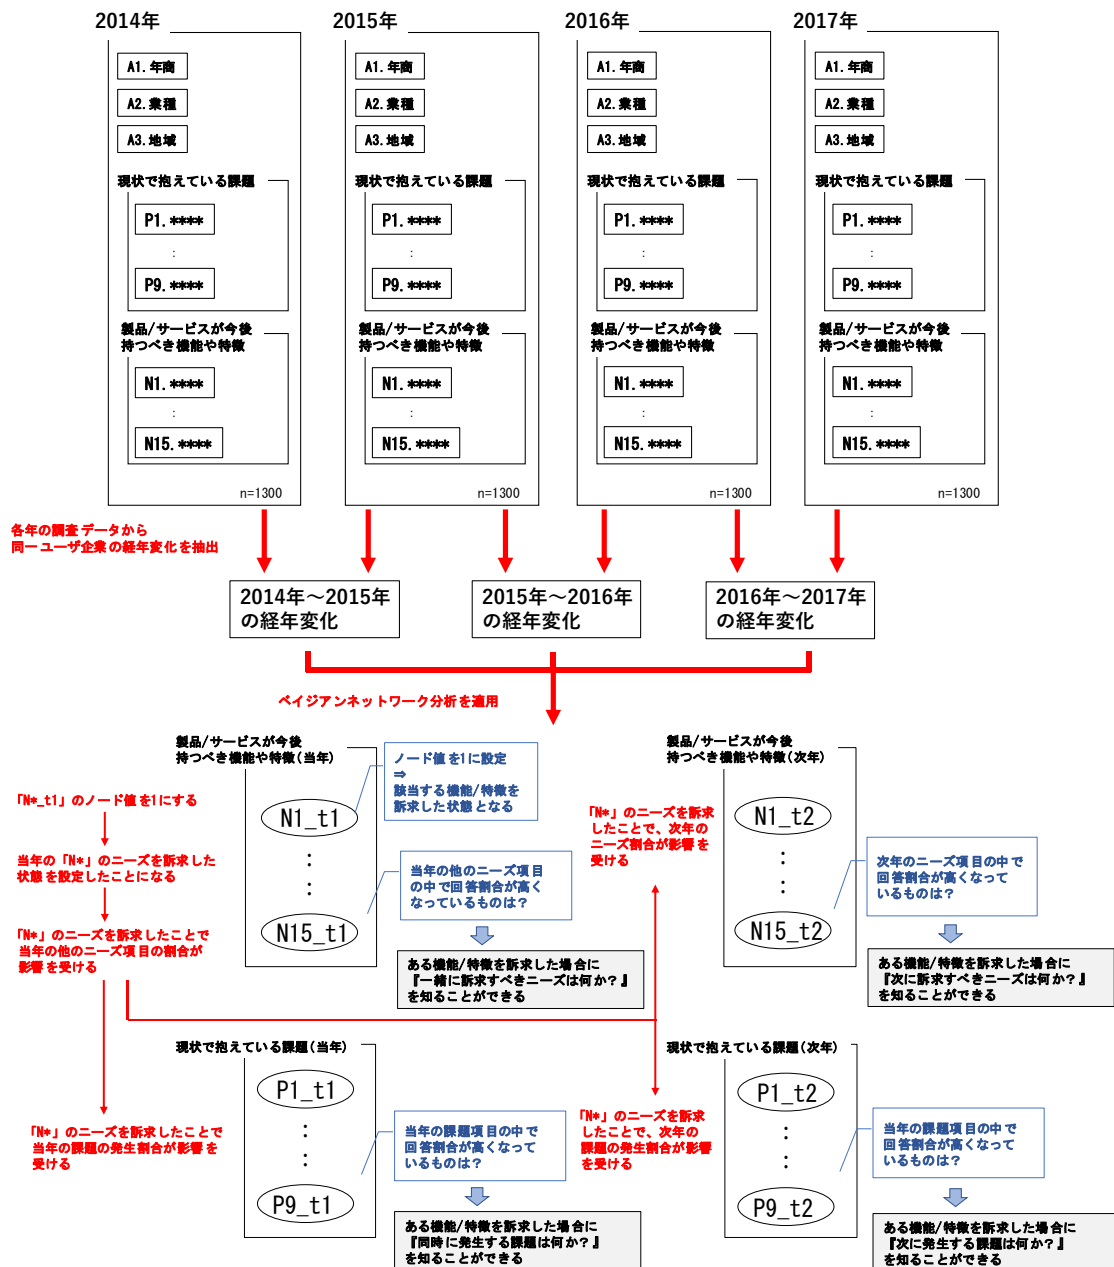 2014年
2015年
2016年
2017年
A1.年商
A2.業種
A3.地域
現状で抱えている課題
P1.****
:
P9.****
製品/サービスが今後
持つべき機能や特徴
N1.****
:
N15.****
n=1300
A1.年商
A2.業種
A3.地域
現状で抱えている課題
P1.****
:
P9.****
製品/サービスが今後
持つべき機能や特徴
N1.****
:
N15.****
n=1300
A1.年商
A2.業種
A3.地域
現状で抱えている課題
P1.****
:
P9.****
製品/サービスが今後
持つべき機能や特徴
N1.****
:
N15.****
n=1300
A1.年商
A2.業種
A3.地域
現状で抱えている課題
P1.****
:
P9.****
製品/サービスが今後
持つべき機能や特徴
N1.****
:
N15.****
n=1300
各年の調査データから
同一ユーザ企業の経年変化を抽出
2014年～2015年
の経年変化
2015年～2016年
の経年変化
2016年～2017年
の経年変化
ベイジアンネットワーク分析を適用
「N*_t1」のノード値を1にする
当年の「N*」のニーズを訴求した
状態を設定したことになる
「N*」のニーズを訴求したことで
当年の他のニーズ項目の割合が
影響を受ける
「N*」のニーズを訴求したことで
当年の課題の発生割合が影響を
受ける
製品/サービスが今後
持つべき機能や特徴(当年)
N1_t1
:
:
N15_t1
ノード値を1に設定
⇒
該当する機能/特徴を
訴求した状態となる
当年の他のニーズ項目
の中で回答割合が高く
なっているものは？
ある機能/特徴を訴求した場合に
『一緒に訴求すべきニーズは何か？』
を知ることができる
「N*」のニーズを訴求
したことで、次年の
ニーズ割合が影響を
受ける
製品/サービスが今後
持つべき機能や特徴(次年)
N1_t2
:
:
N15_t2
次年のニーズ項目の中で
回答割合が高くなって
いるものは？
ある機能/特徴を訴求した場合に
『次に訴求すべきニーズは何か？』
を知ることができる
現状で抱えている課題(当年)
P1_t1
:
:
P9_t1
当年の課題項目の中で
回答割合が高くなって
いるものは？
ある機能/特徴を訴求した場合に
『同時に発生する課題は何か？』
を知ることができる
「N*」のニーズを訴求
したことで、次年の
課題の発生割合が影響
を受ける
現状で抱えている課題(次年)
P1_t2
:
:
P9_t2
当年の課題項目の中で
回答割合が高くなって
いるものは？
ある機能/特徴を訴求した場合に
『次に発生する課題は何か？』
を知ることができる